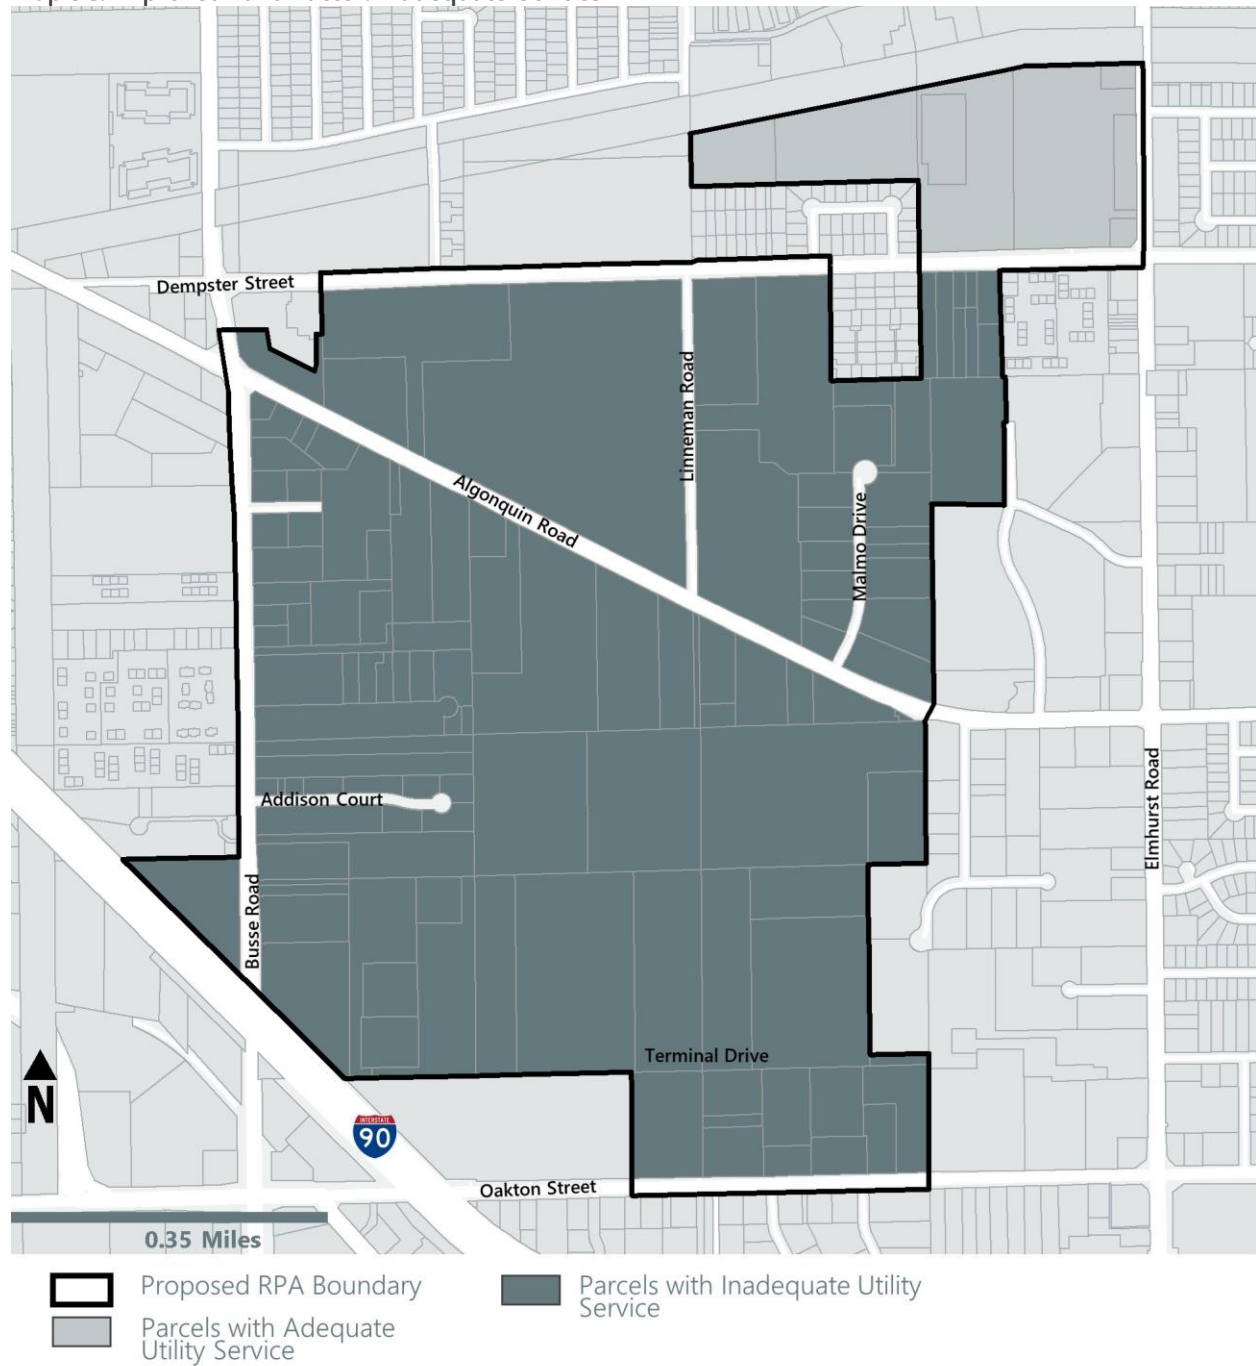 Dempster Street
Linneman Road
Algonquin Road
Malmo Drive
Addison Court
Elmhurst Road
Busse Road
Terminal Drive
N
INTERSTATE
90
Oakton Street
0.35 Miles
Proposed RPA Boundary
Parcels with Adequate
Utility Service
Parcels with Inadequate Utility
Service